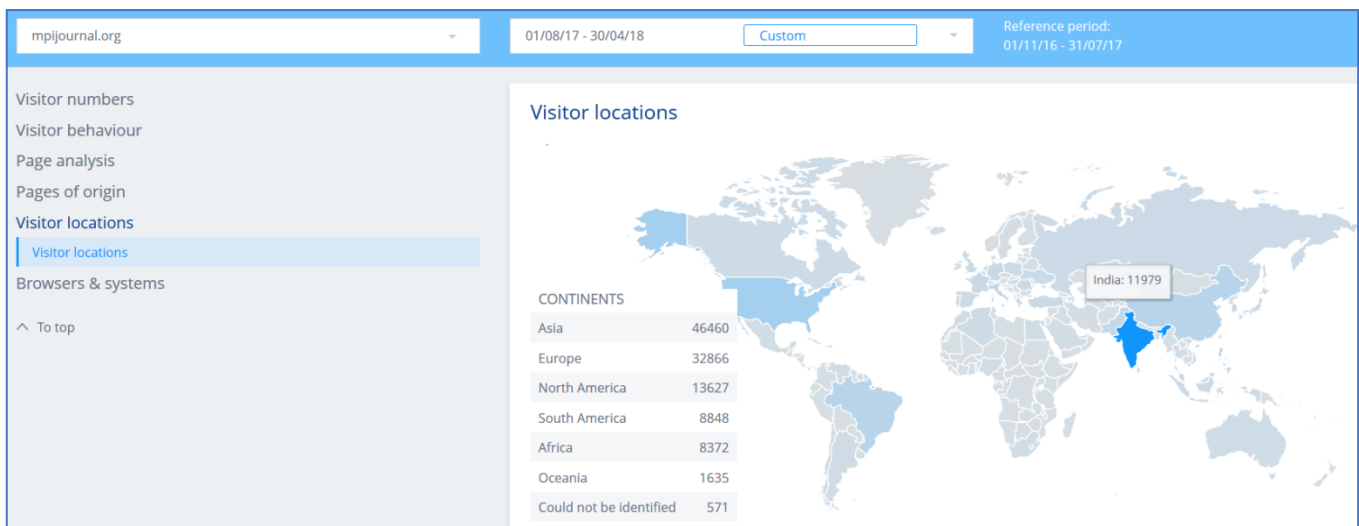 mpijournal.org
01/08/17 - 30/04/18 Custom
Reference period:
01/11/16 - 31/07/17
Visitor numbers
Visitor behaviour
Page analysis
Pages of origin
Visitor locations
Visitor locations
Browsers & systems
To top
Visitor locations
India: 11979
CONTINENTS
Asia 46460
Europe 32866
North America 13627
South America 8848
Africa 8372
Oceania 1635
Could not be identified 571